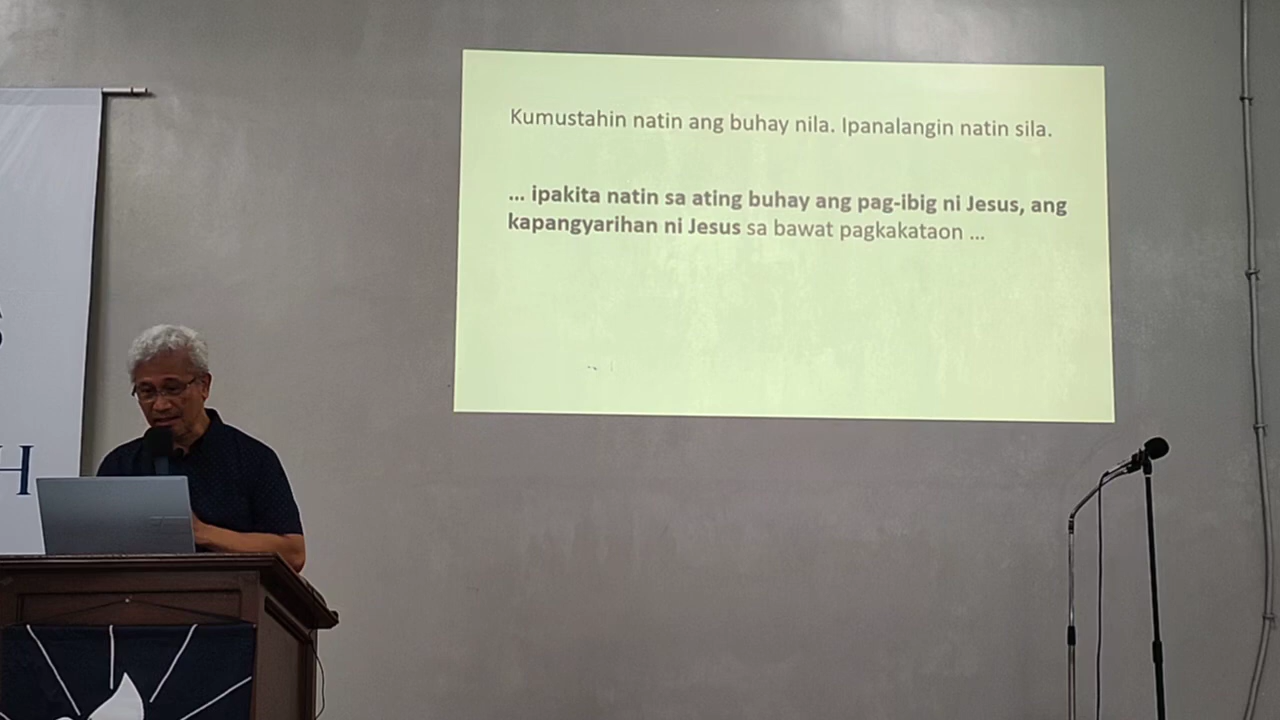 Kumustahin natin ang buhay nila. Ipanalangin natin sila.
... ipakita natin sa ating buhay ang pag-ibig ni Jesus, ang
kapangyarihan ni Jesus sa bawat pagkakataon ...
H